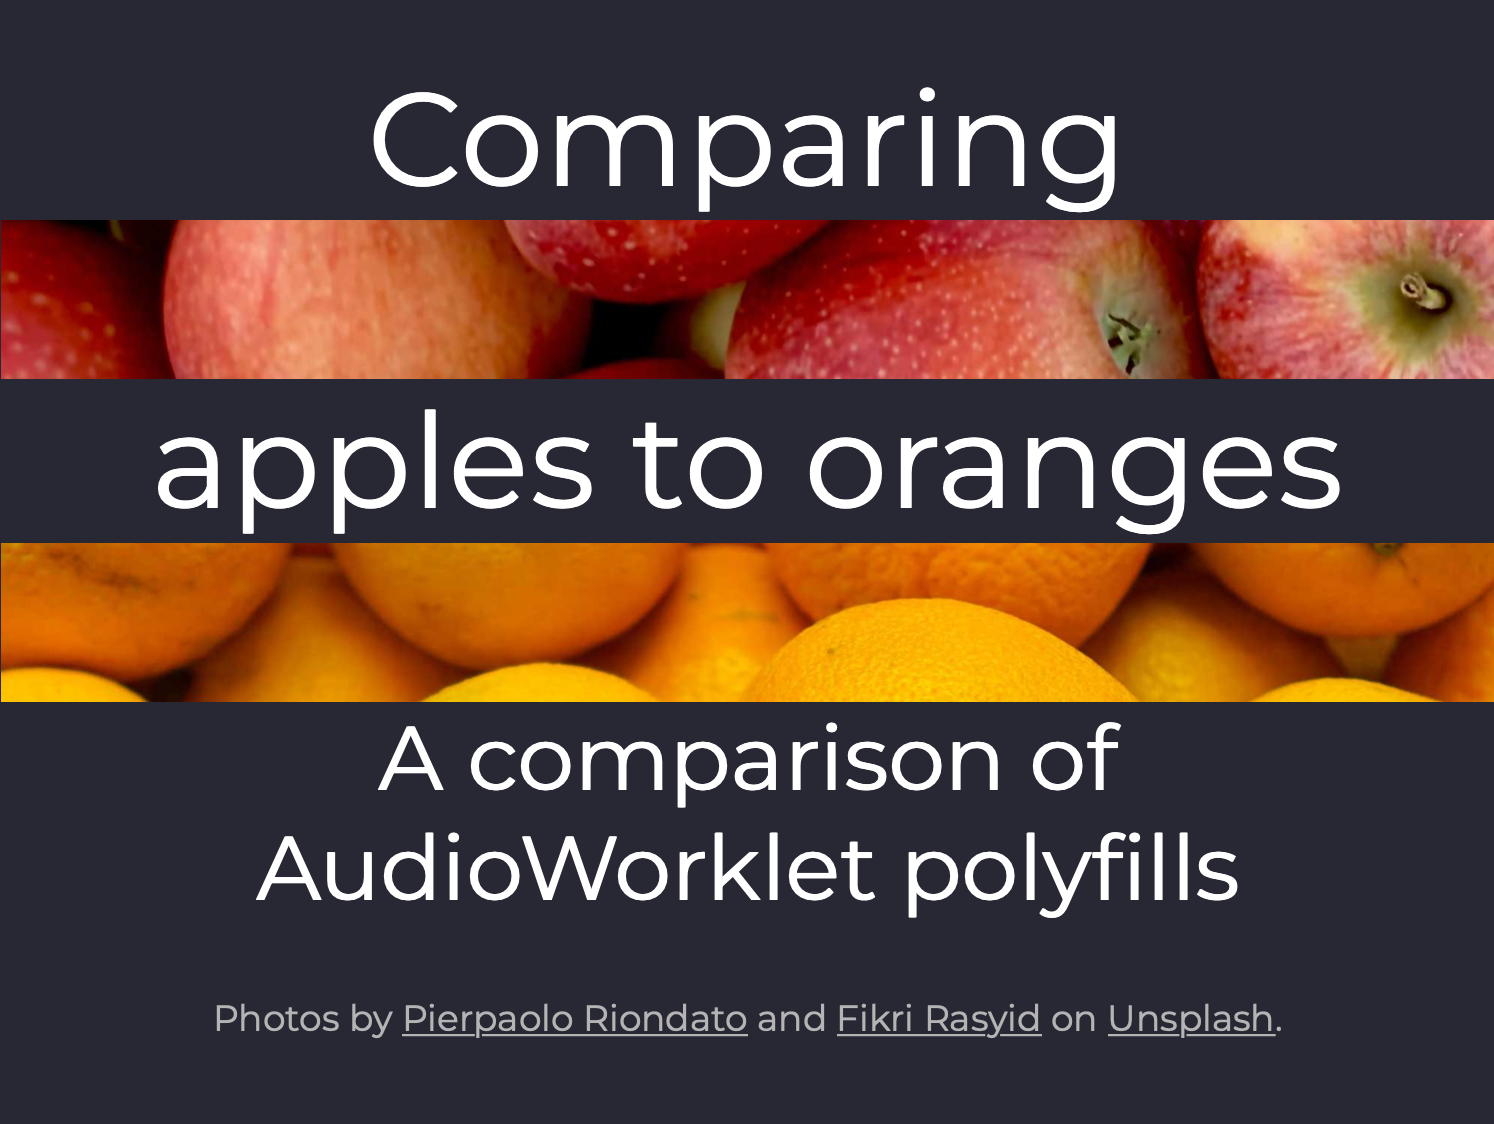 Comparing
apples to oranges
A comparison of
AudioWorklet polyfills
Photos by Pierpaolo Riondato and Fikri Rasyid on Unsplash.